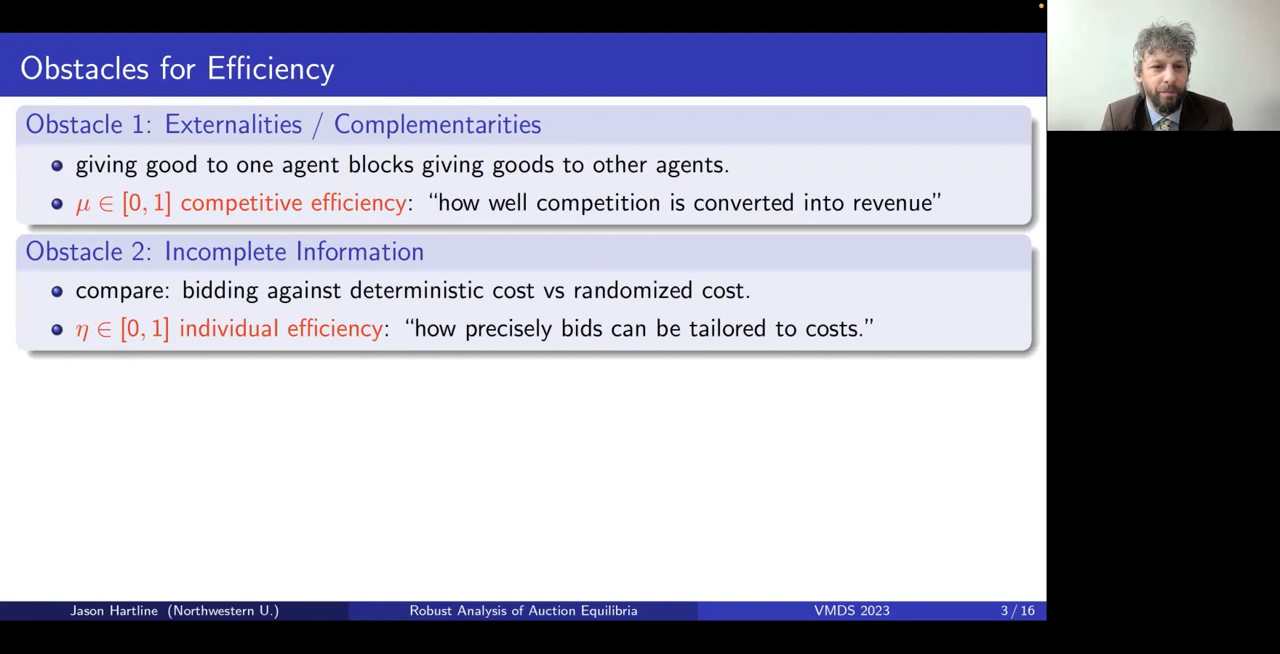 Obstacles for Efficiency
Obstacle 1: Externalities / Complementarities
giving good to one agent blocks giving goods to other agents.
μ ∈ [0, 1] competitive efficiency: “how well competition is converted into revenue”
Obstacle 2: Incomplete Information
compare: bidding against deterministic cost vs randomized cost.
η ∈ [0, 1] individual efficiency: “how precisely bids can be tailored to costs.”
Jason Hartline (Northwestern U.) Robust Analysis of Auction Equilibria VMDS 2023 3 / 16